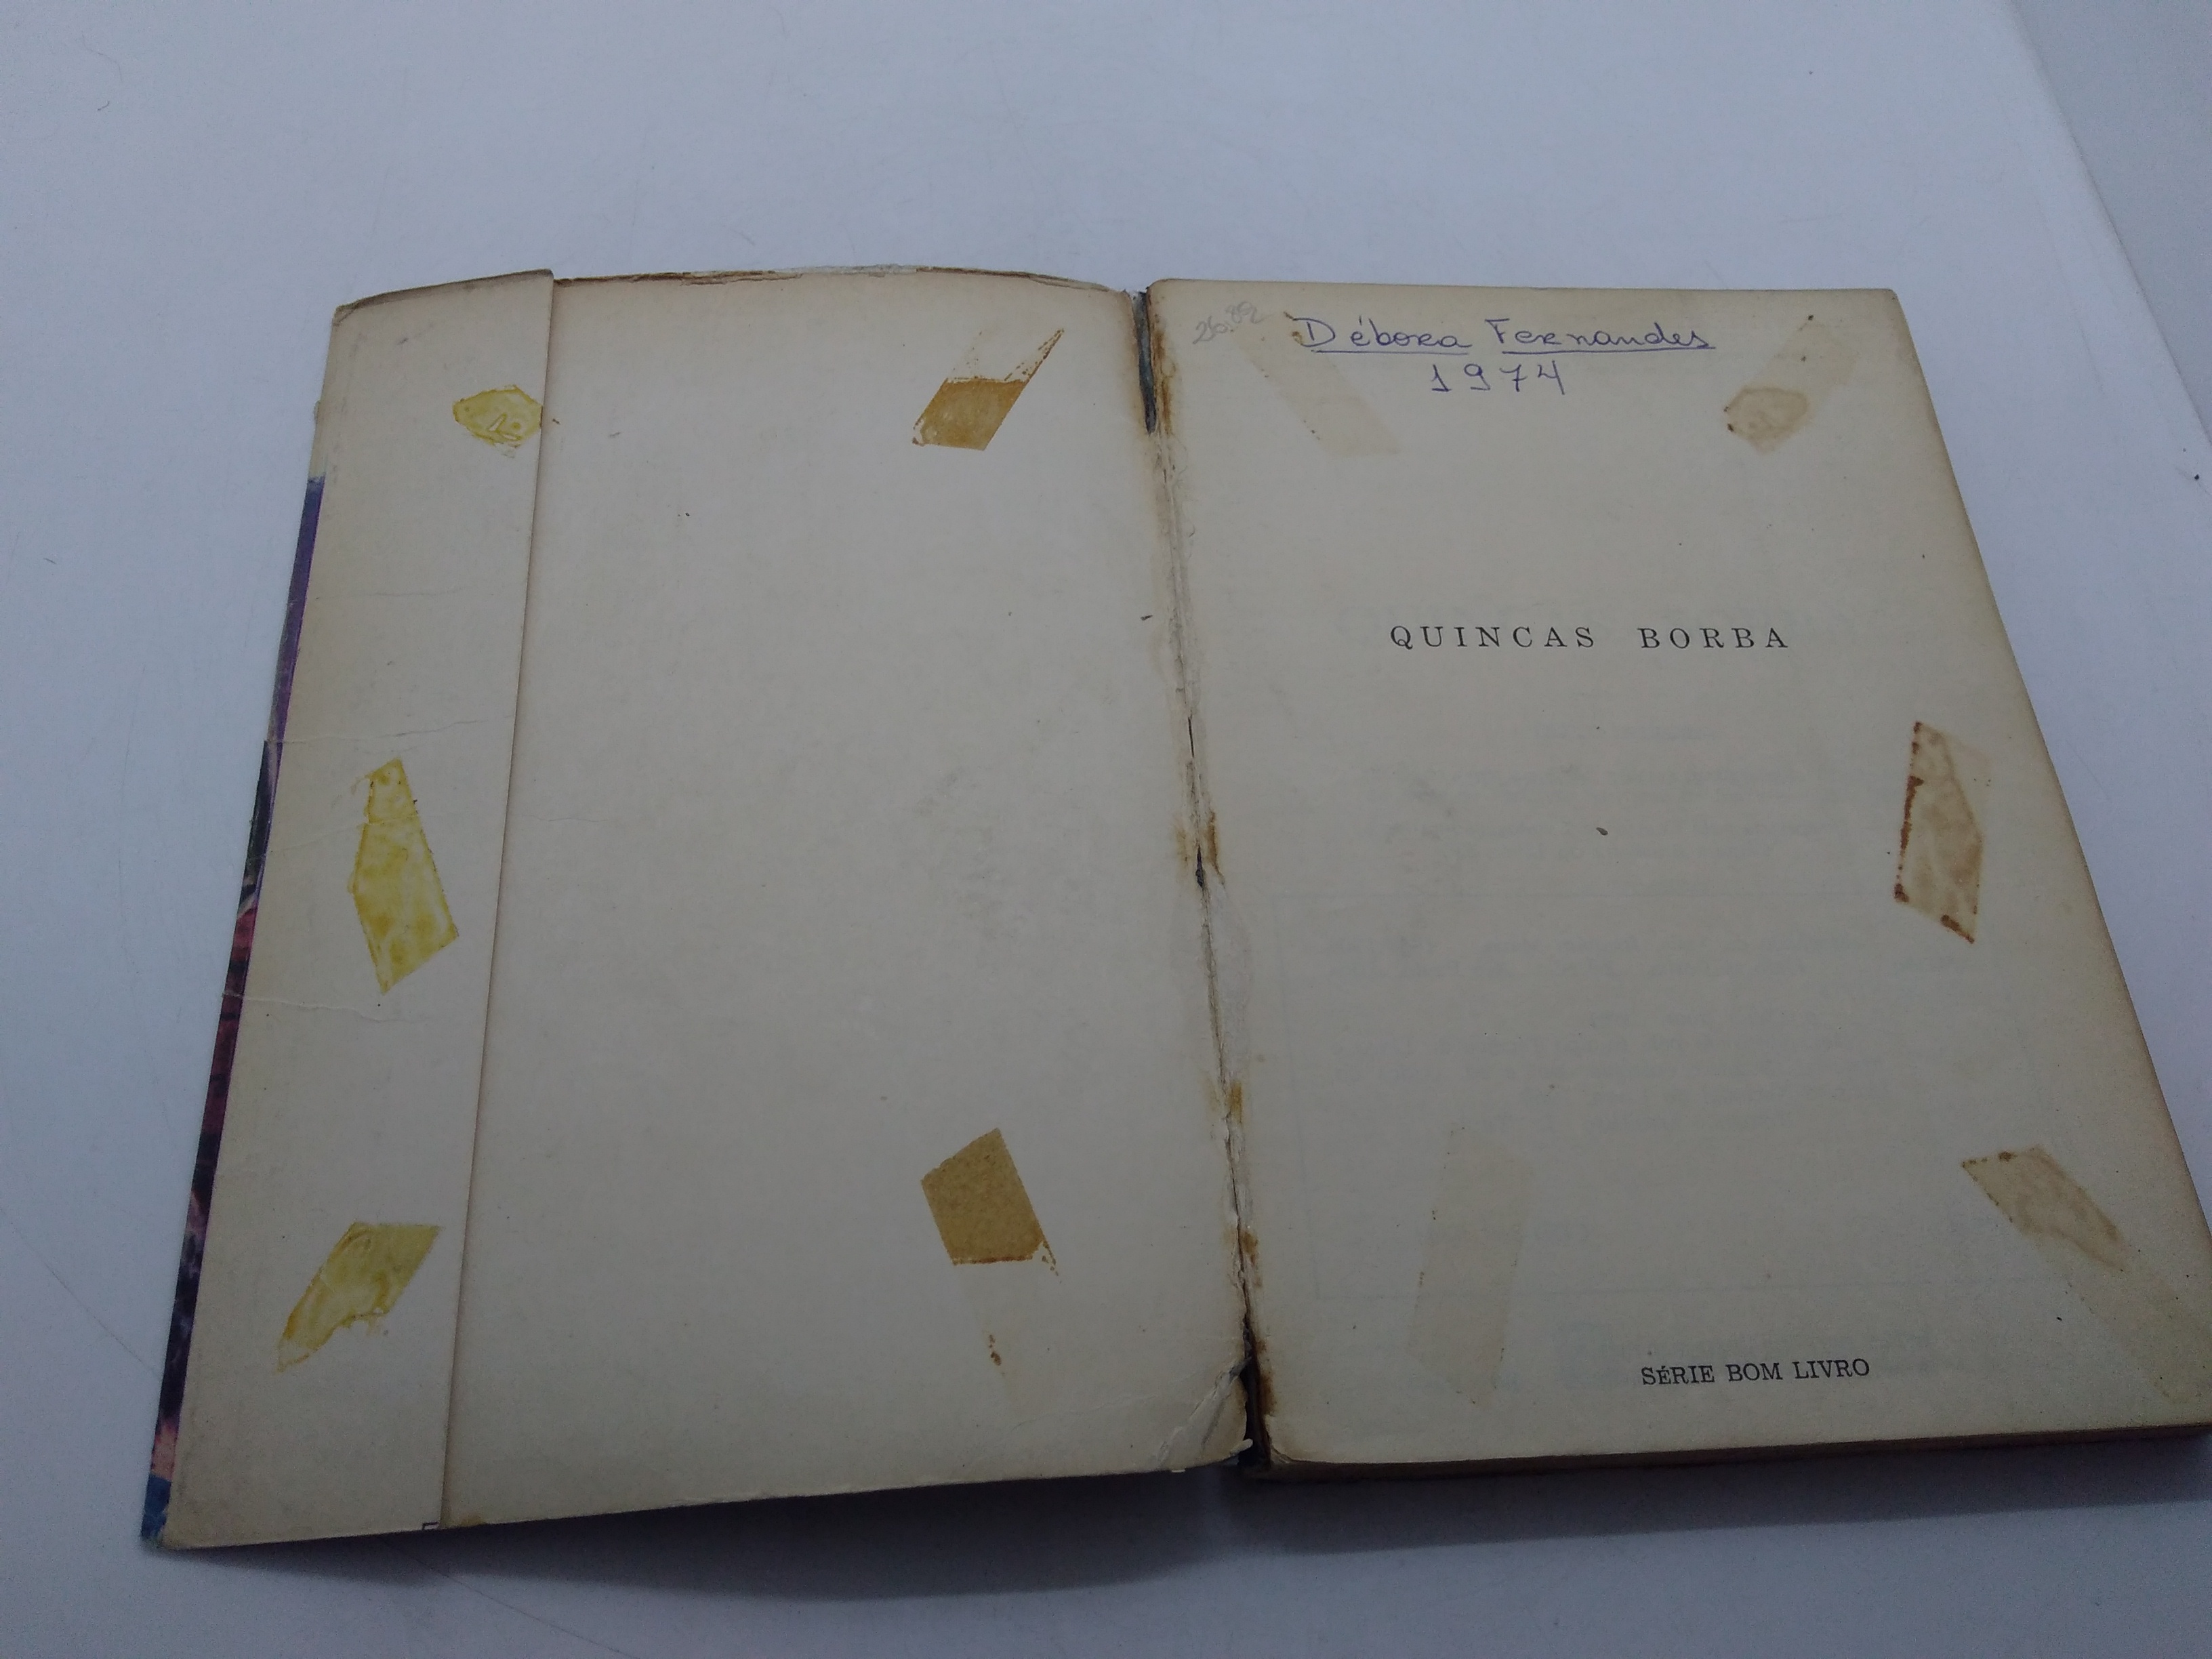 Débora Fernandes
1974
QUINCAS BORBA
SÉRIE BOM LIVRO